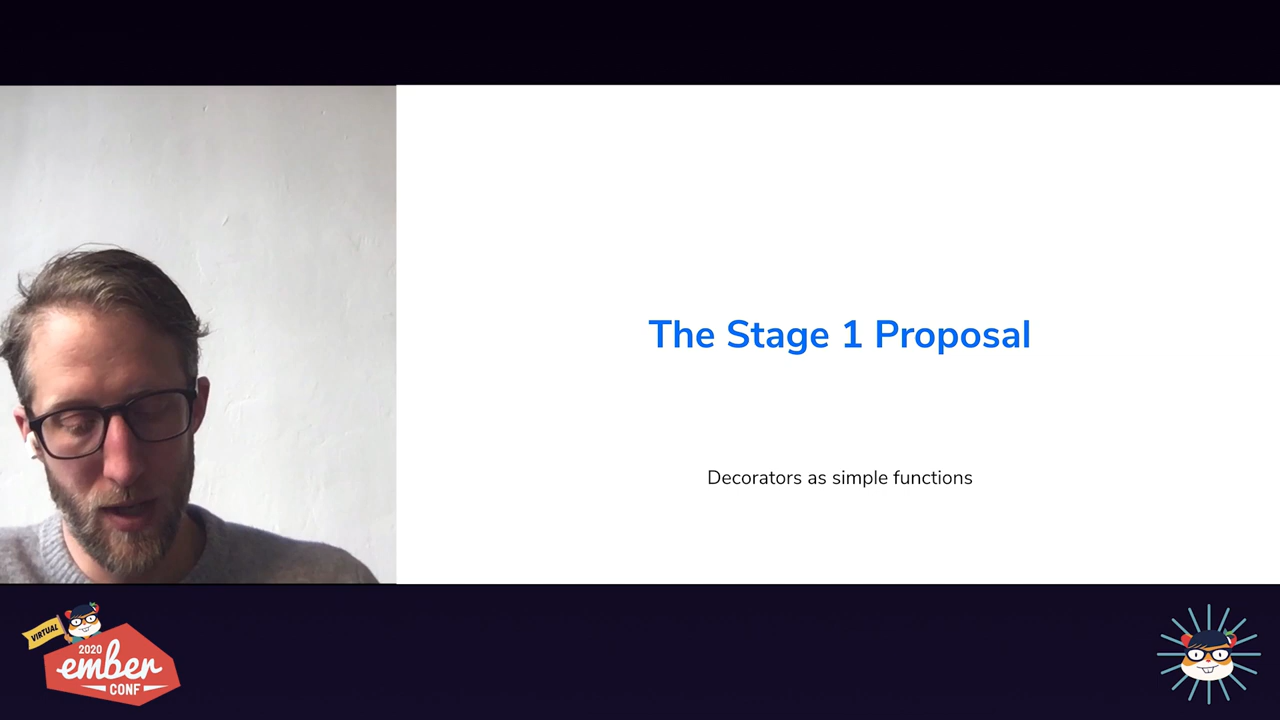 The Stage 1 Proposal
Decorators as simple functions
VIRTUAL
2020
ember
CONF